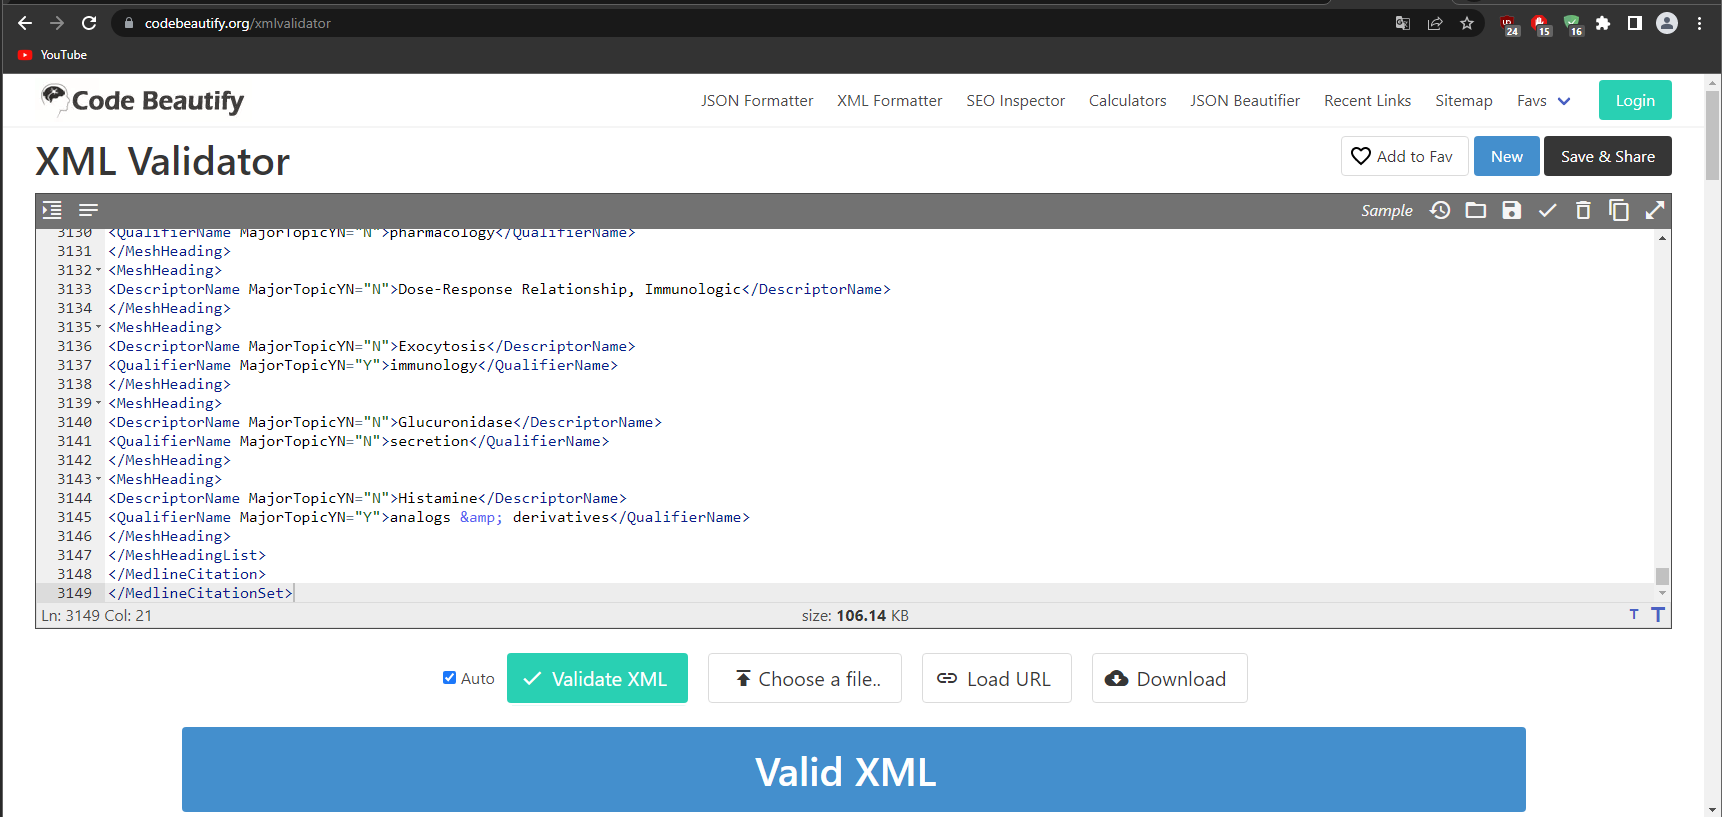 codebeautify.org/xmlvalidator
24 15 16
YouTube
Code Beautify
JSON Formatter XML Formatter SEO Inspector Calculators JSON Beautifier Recent Links Sitemap Favs Login
XML Validator
Add to Fav New Save & Share
Sample
3130 <QualifierName MajorTopicYN="N">pharmacology</QualifierName>
3131 </MeshHeading>
3132 <MeshHeading>
3133 <DescriptorName MajorTopicYN="N">Dose-Response Relationship, Immunologic</DescriptorName>
3134 </MeshHeading>
3135 <MeshHeading>
3136 <DescriptorName MajorTopicYN="N">Exocytosis</DescriptorName>
3137 <QualifierName MajorTopicYN="Y">immunology</QualifierName>
3138 </MeshHeading>
3139 <MeshHeading>
3140 <DescriptorName MajorTopicYN="N">Glucuronidase</DescriptorName>
3141 <QualifierName MajorTopicYN="N">secretion</QualifierName>
3142 </MeshHeading>
3143 <MeshHeading>
3144 <DescriptorName MajorTopicYN="N">Histamine</DescriptorName>
3145 <QualifierName MajorTopicYN="Y">analogs &amp; derivatives</QualifierName>
3146 </MeshHeading>
3147 </MeshHeadingList>
3148 </MedlineCitation>
3149 </MedlineCitationSet>
Ln: 3149 Col: 21 size: 106.14 KB T T
Auto Validate XML Choose a file.. Load URL Download
Valid XML